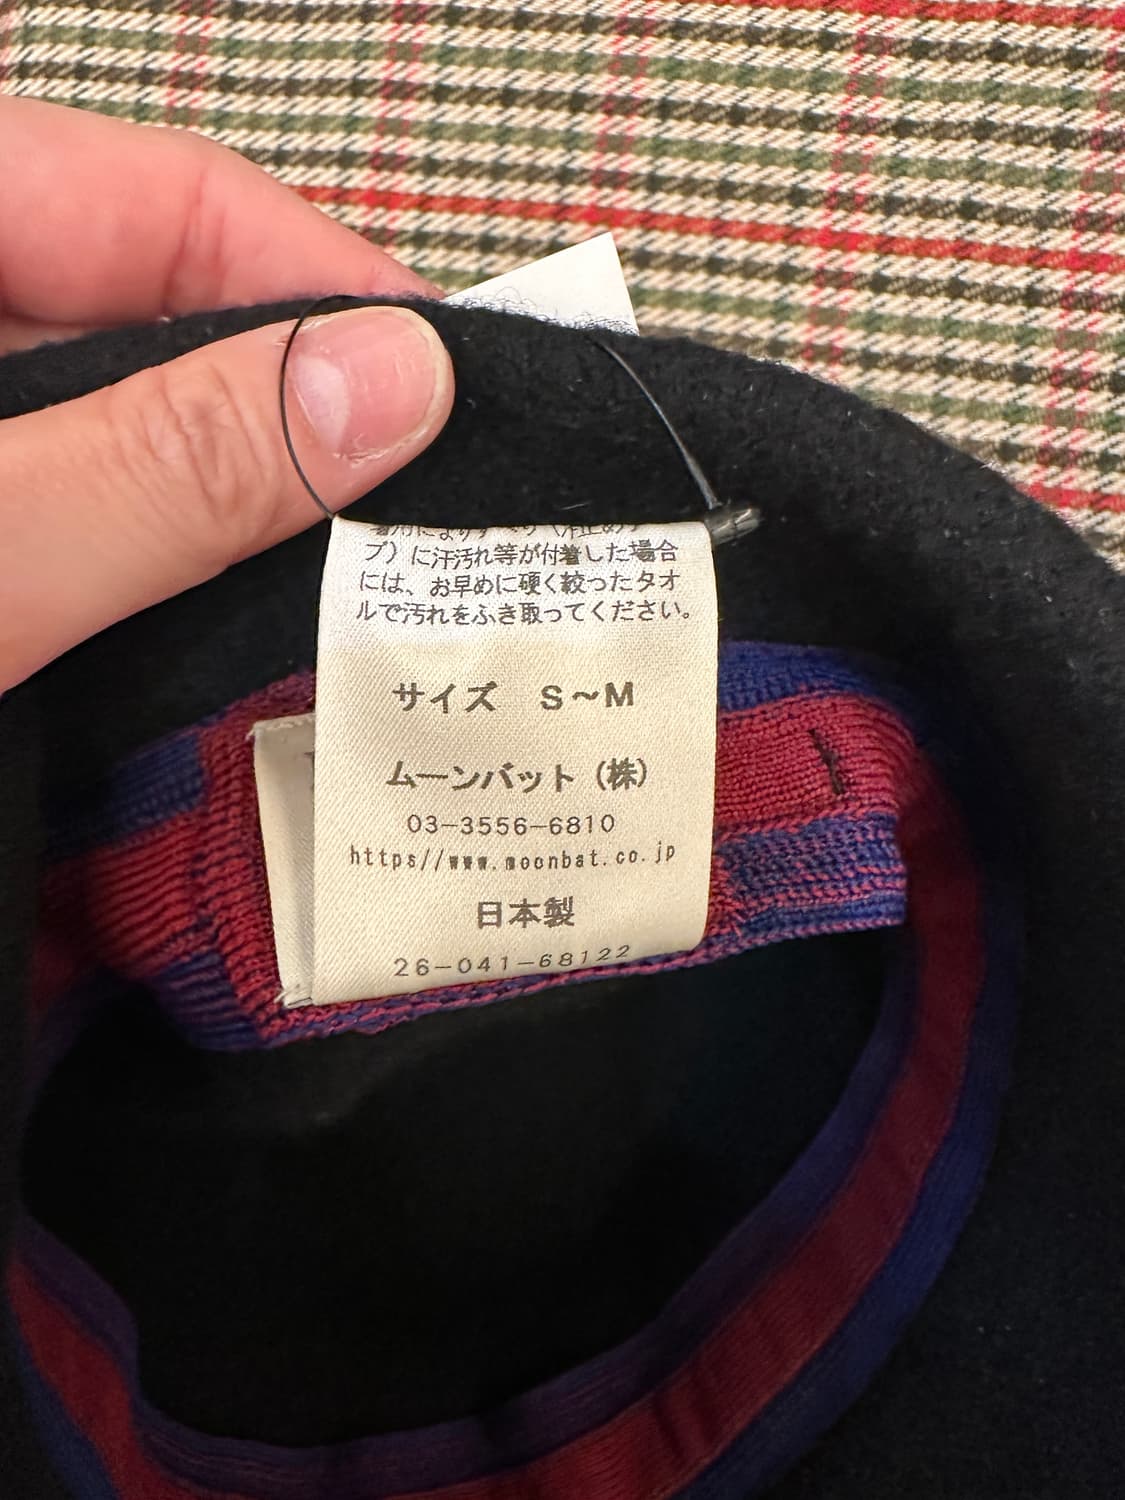 プ）に汗汚れ等が付着した場合
には、お早めに硬く絞ったタオ
ルで汚れをふき取ってください。
サイズ　S～M
ムーンバット（株）
03-3556-6810
https//www.moonbat.co.jp
日本製
26-041-68122